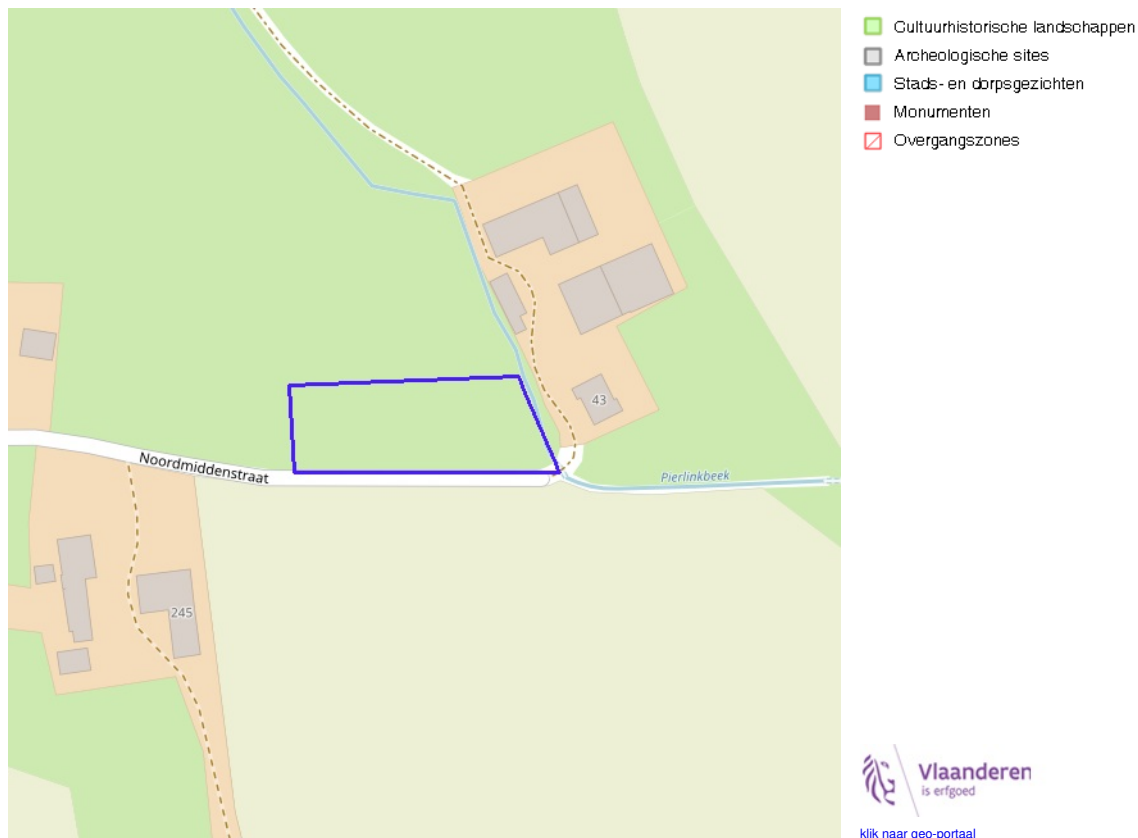 Cultuurhistorische landschappen
Archeologische sites
Stads- en dorpsgezichten
Monumenten
Overgangszones
43
Noordmiddenstraat
Pierlinkbeek
245
Vlaanderen
is erfgoed
klik naar geo-portaal